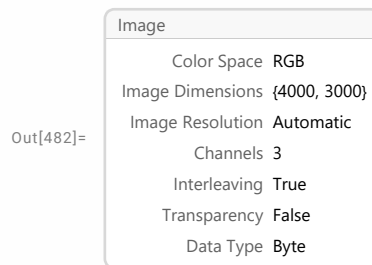 Image
Color Space RGB
Image Dimensions {4000, 3000}
Image Resolution Automatic
Out[482]=
Channels 3
Interleaving True
Transparency False
Data Type Byte